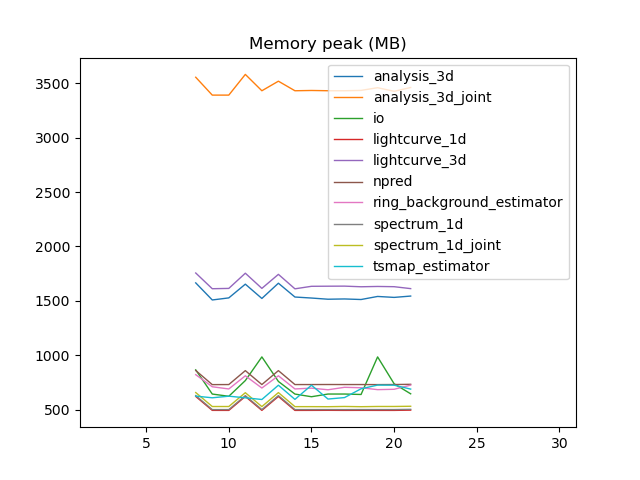 Memory peak (MB)
3500
3000
2500
2000
1500
1000
500
analysis_3d
analysis_3d_joint
io
lightcurve_1d
lightcurve_3d
npred
ring_background_estimator
spectrum_1d
spectrum_1d_joint
tsmap_estimator
5 10 15 20 25 30